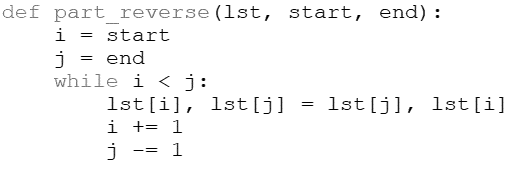 def part_reverse(lst, start, end):
    i = start
    j = end
    while i < j:
        lst[i], lst[j] = lst[j], lst[i]
        i += 1
        j -= 1